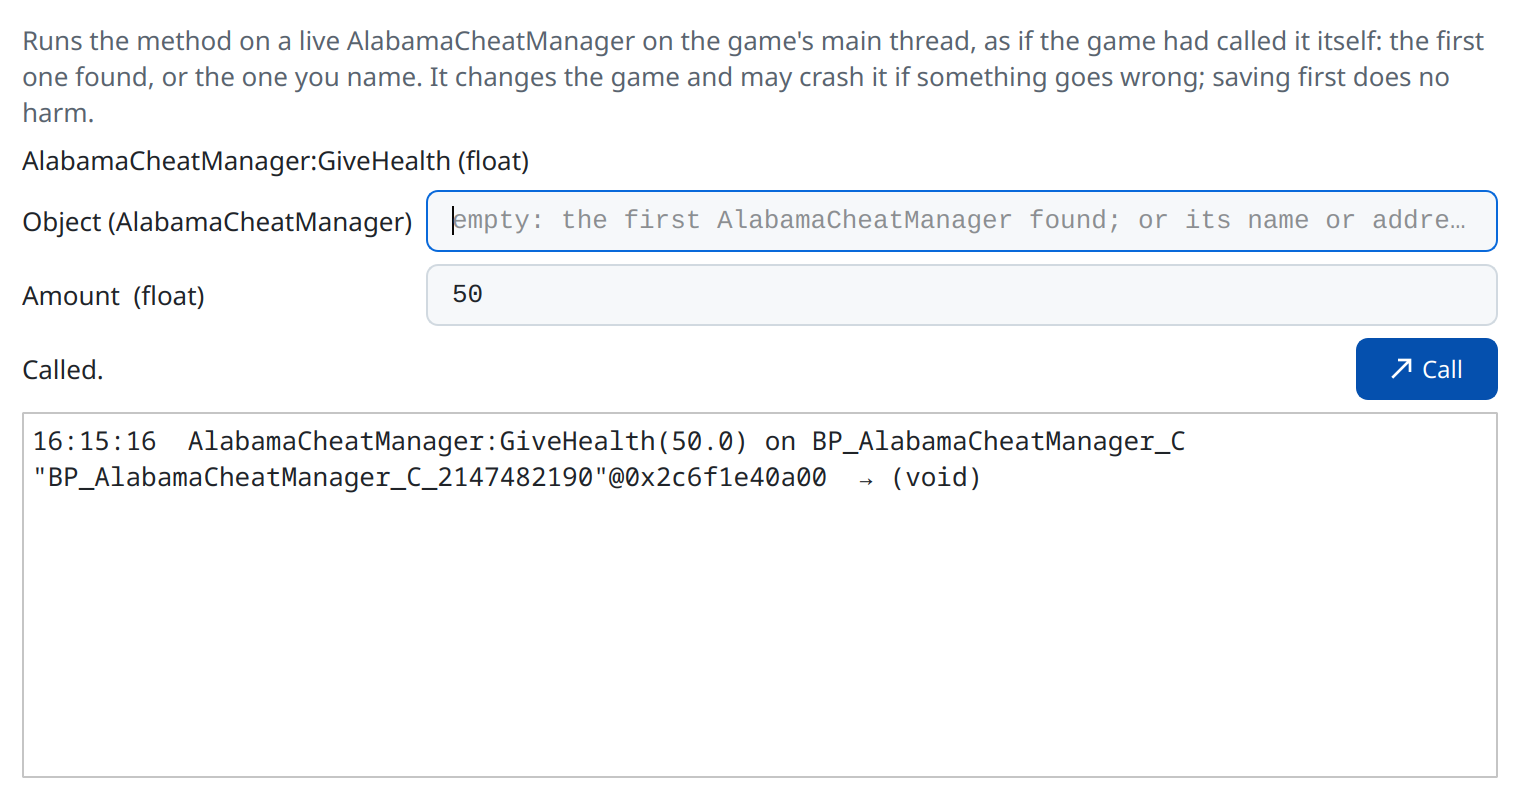 Runs the method on a live AlabamaCheatManager on the game's main thread, as if the game had called it itself: the first
one found, or the one you name. It changes the game and may crash it if something goes wrong; saving first does no
harm.
AlabamaCheatManager:GiveHealth (float)
Object (AlabamaCheatManager) empty: the first AlabamaCheatManager found; or its name or addre…
Amount (float) 50
Called. Call
16:15:16 AlabamaCheatManager:GiveHealth(50.0) on BP_AlabamaCheatManager_C
"BP_AlabamaCheatManager_C_2147482190"@0x2c6f1e40a00 → (void)